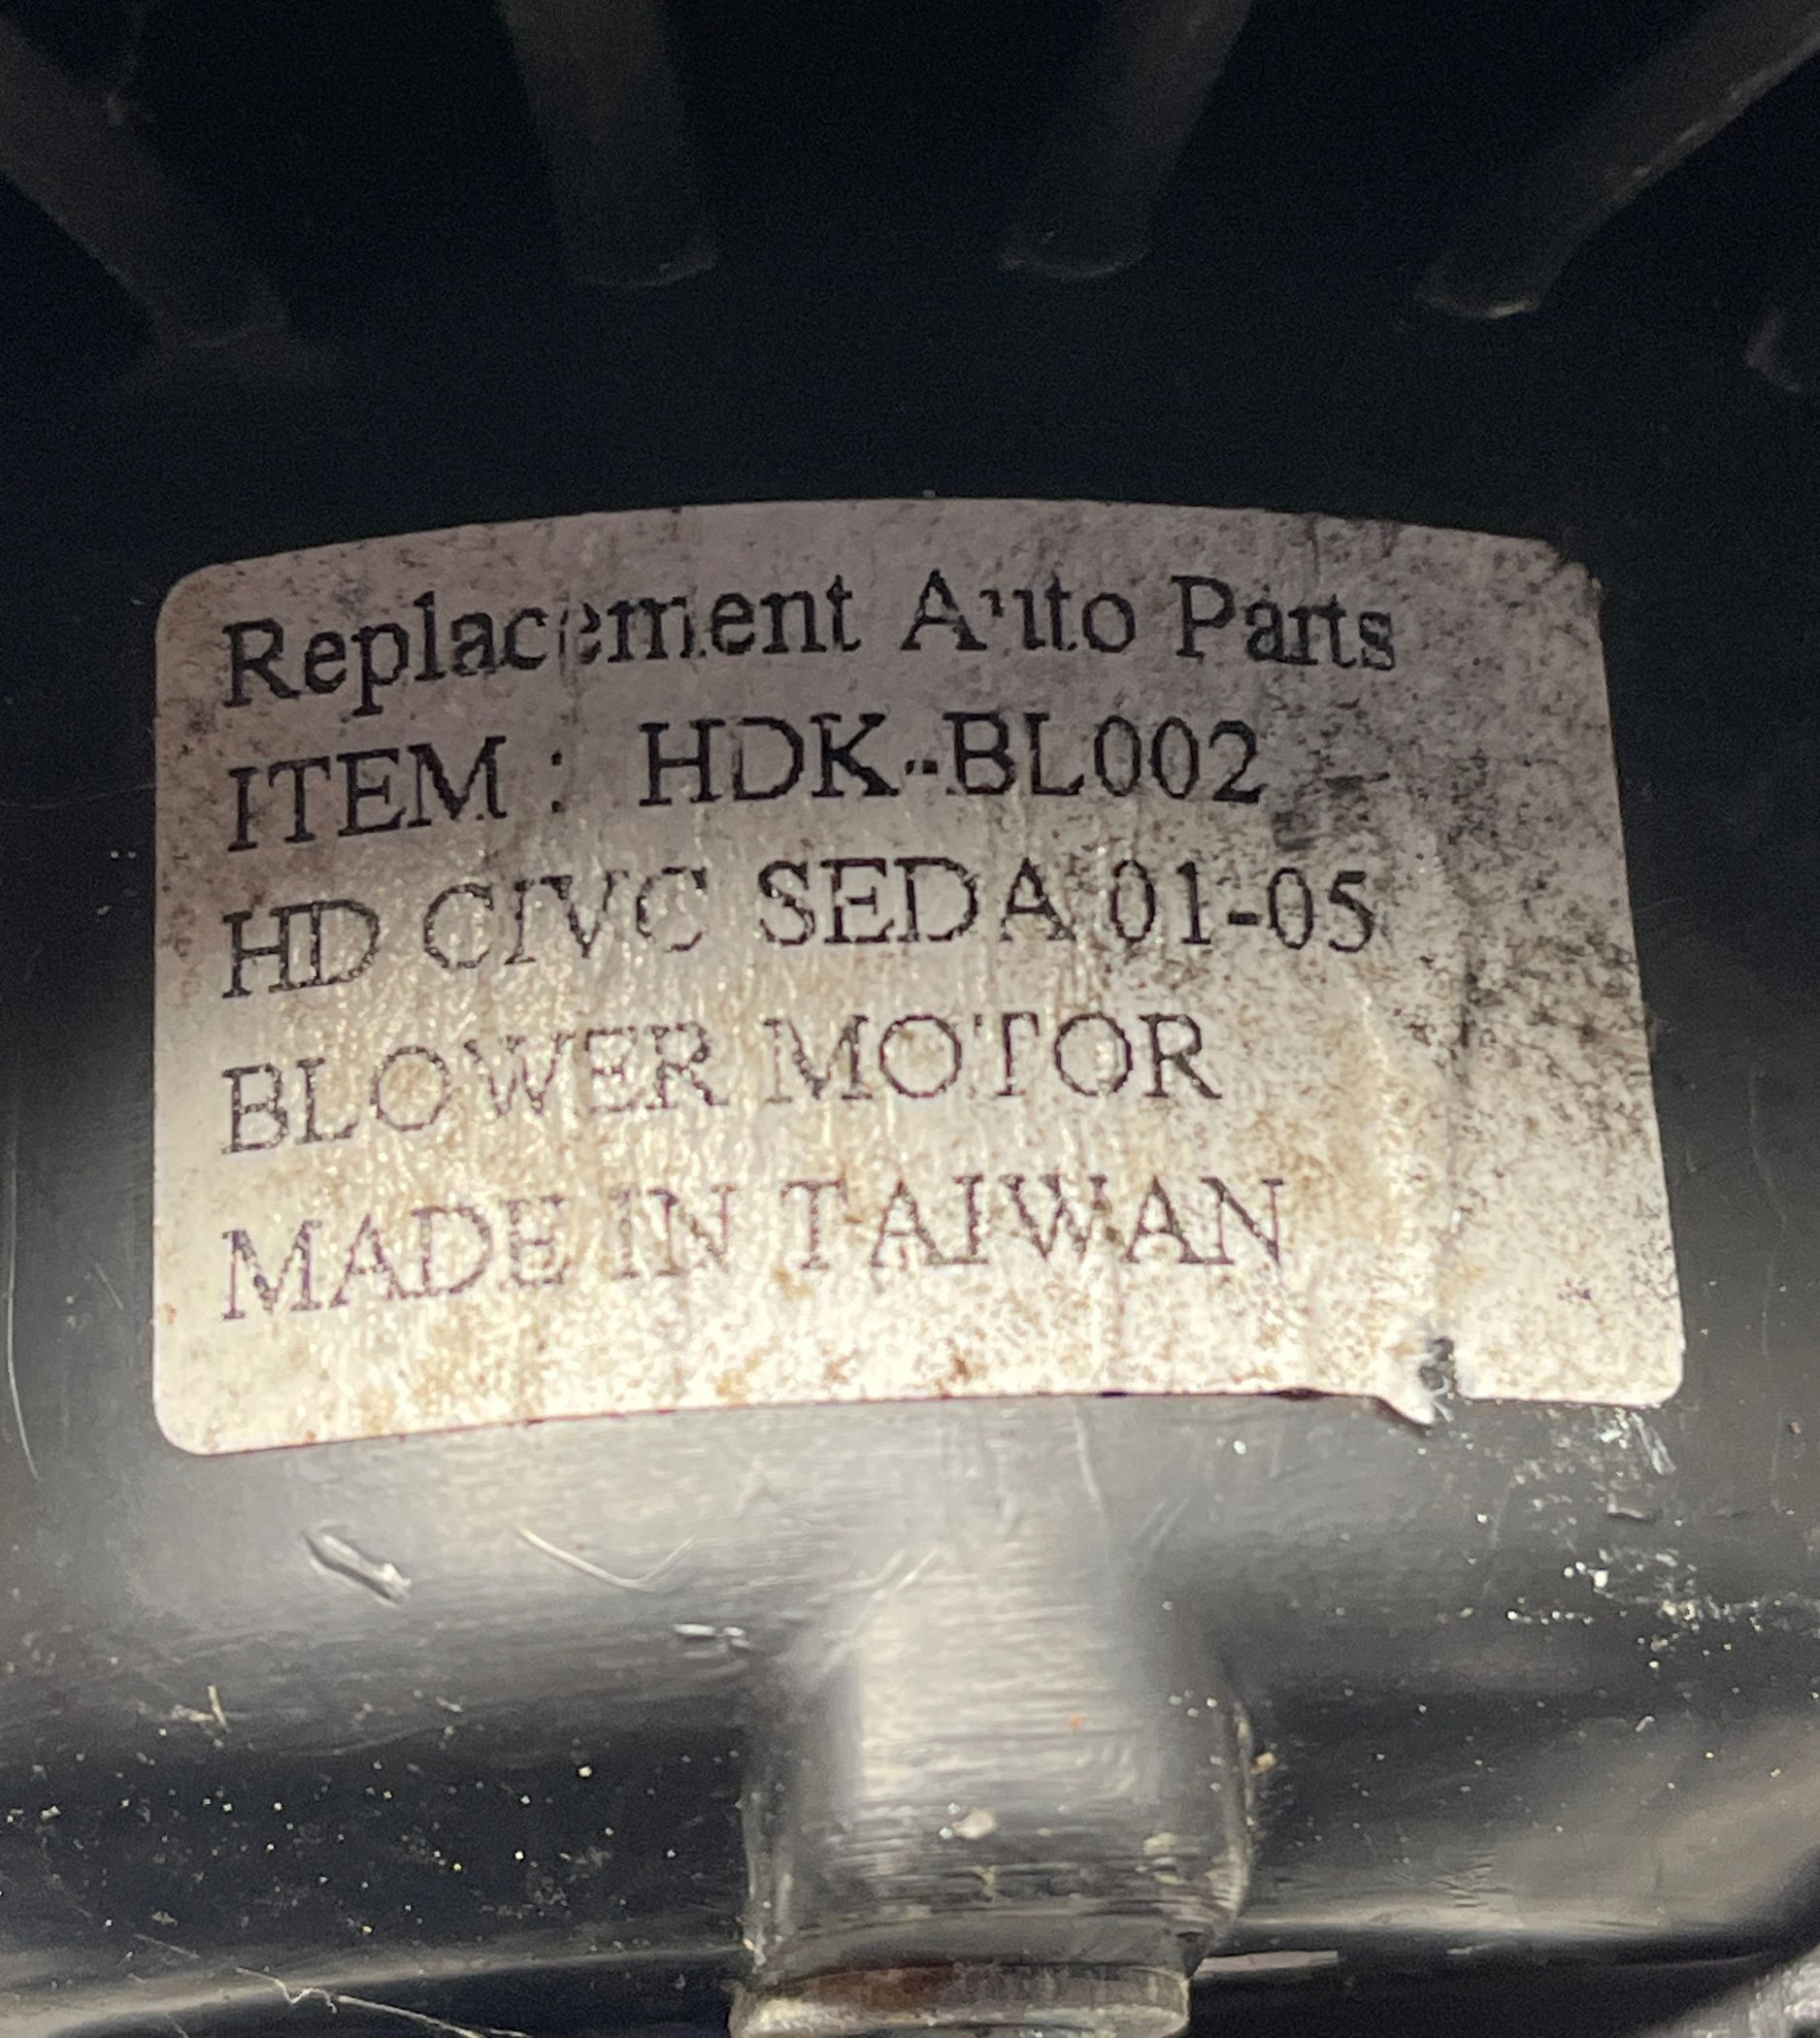 Replacement Auto Parts
ITEM : HDK-BL002
HD CIVC SEDA 01-05
BLOWER MOTOR
MADE IN TAIWAN